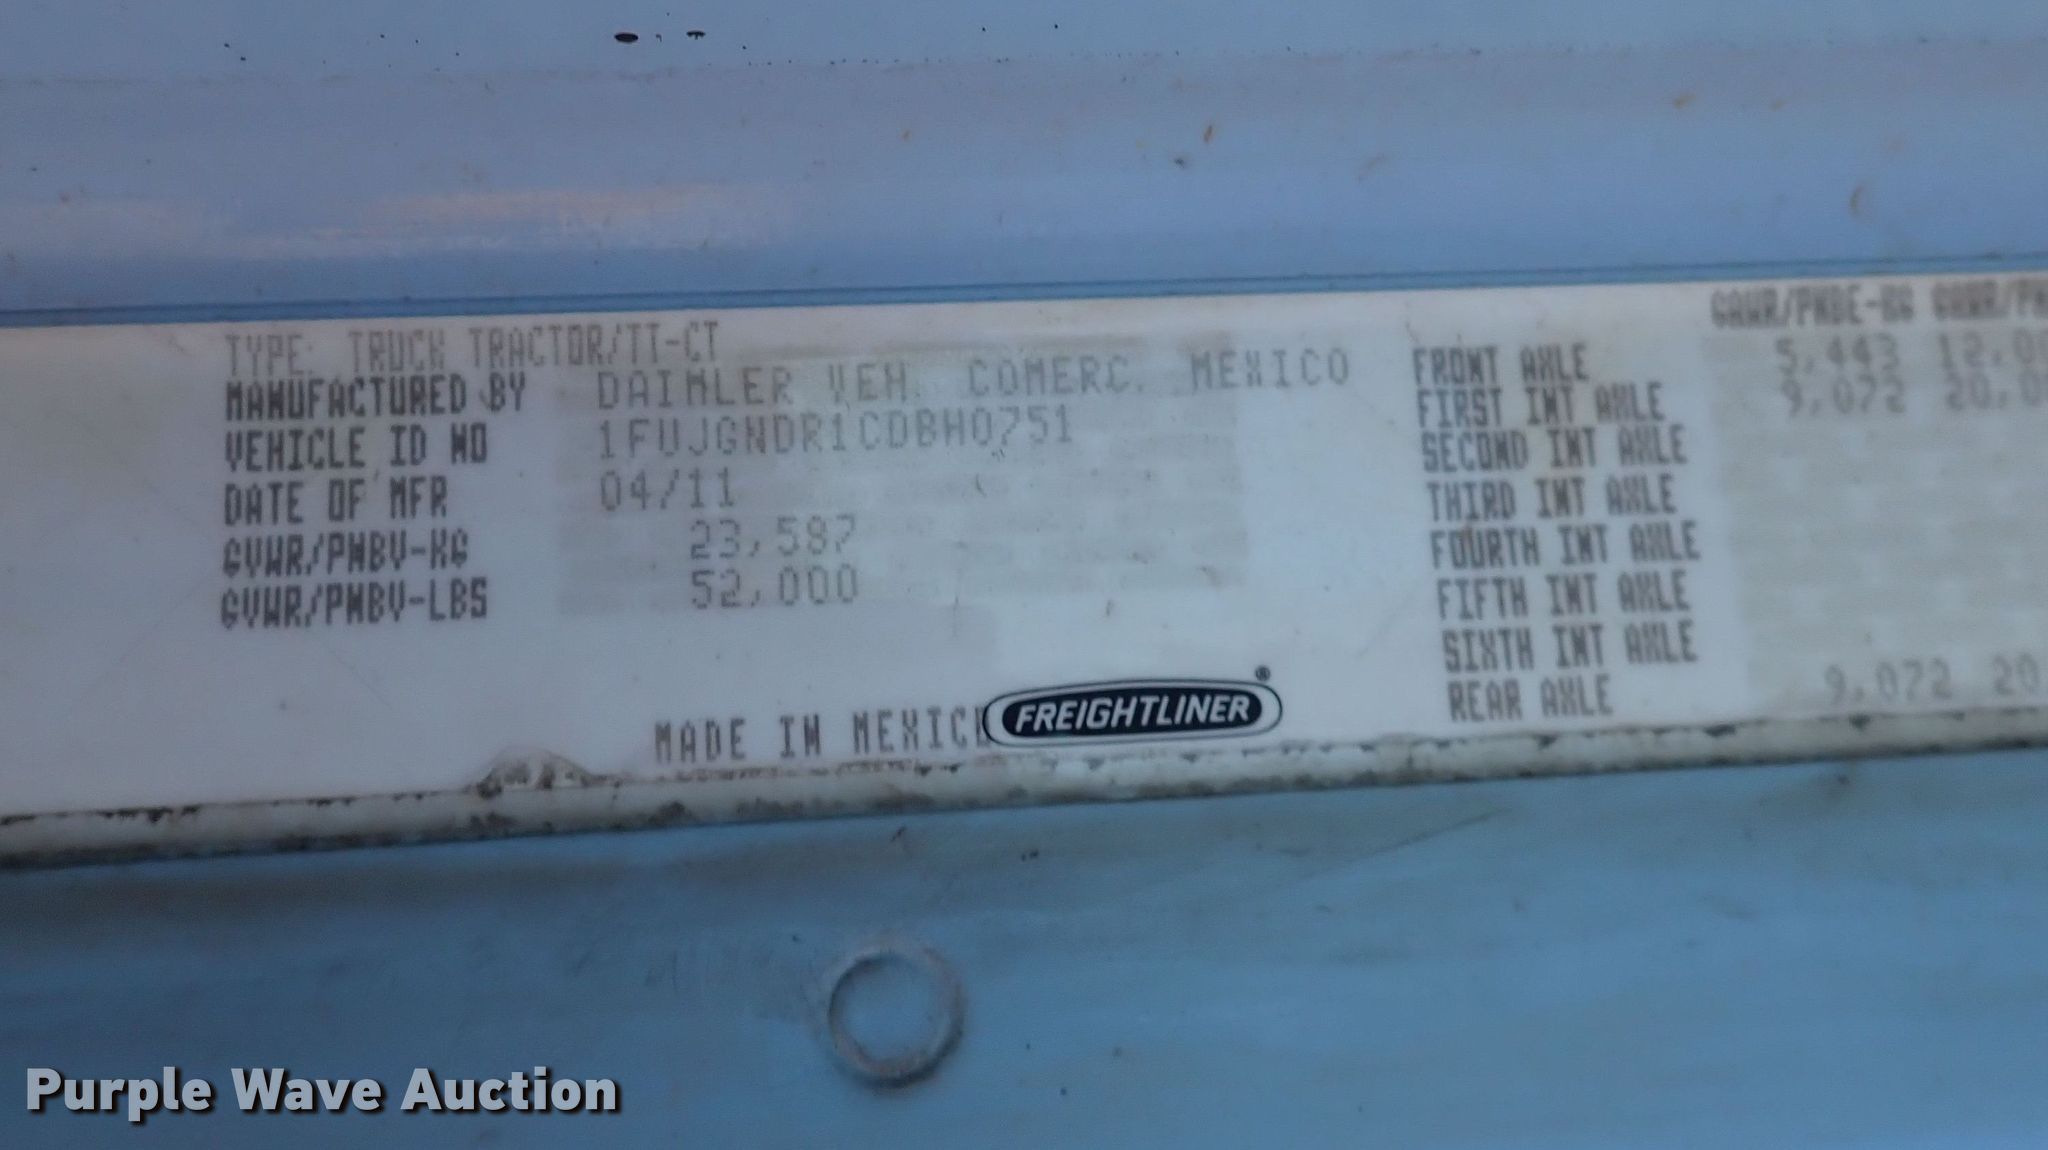 TYPE: TRUCK TRACTOR/TT-CT
MANUFACTURED BY DAIMLER VEH. COMERC. MEXICO
VEHICLE ID NO 1FUJGNDR1CDBH0751
DATE OF MFR 04/11
GVWR/PNBV-KG 23,587
GVWR/PNBV-LBS 52,000
MADE IN MEXICO
FREIGHTLINER®
GAWR/PNBE-KG GAWR/PN
FRONT AXLE 5,443 12,00
FIRST INT AXLE 9,072 20,0
SECOND INT AXLE
THIRD INT AXLE
FOURTH INT AXLE
FIFTH INT AXLE
SIXTH INT AXLE
REAR AXLE 9,072 20
Purple Wave Auction